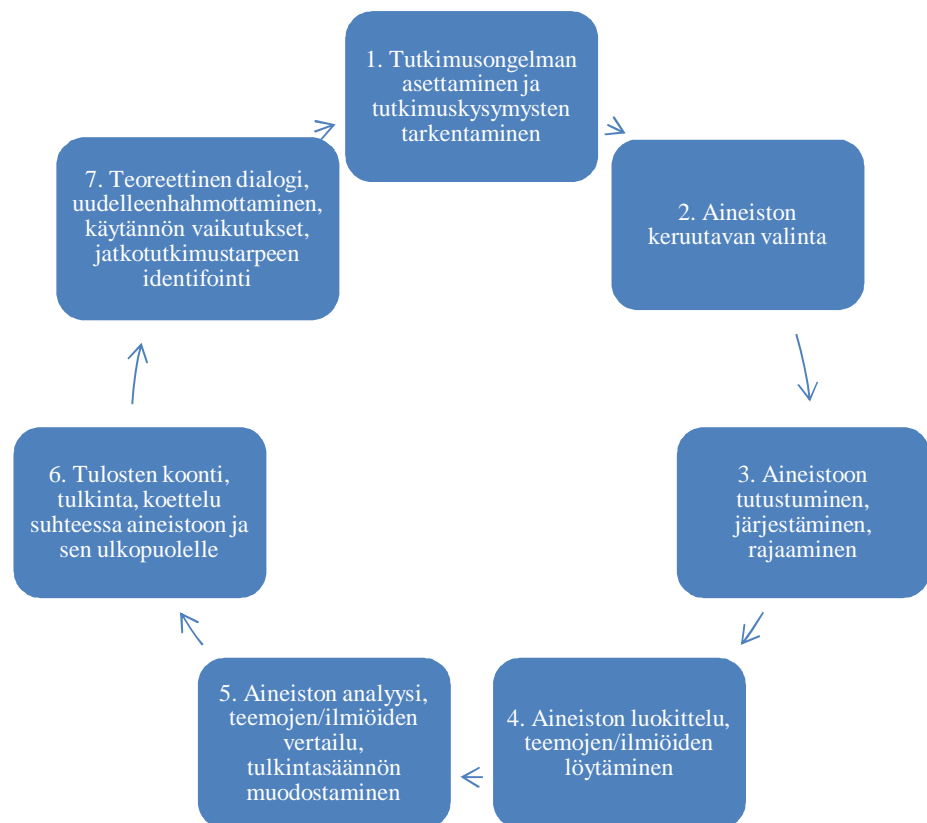 1. Tutkimusongelman
asettaminen ja
tutkimuskysymysten
tarkentaminen
2. Aineiston
keruutavan valinta
3. Aineistoon
tutustuminen,
järjestäminen,
rajaaminen
4. Aineiston luokittelu,
teemojen/ilmiöiden
löytäminen
5. Aineiston analyysi,
teemojen/ilmiöiden
vertailu,
tulkintasäännön
muodostaminen
6. Tulosten koonti,
tulkinta, koettelu
suhteessa aineistoon ja
sen ulkopuolelle
7. Teoreettinen dialogi,
uudelleenhahmottaminen,
käytännön vaikutukset,
jatkotutkimustarpeen
identifointi